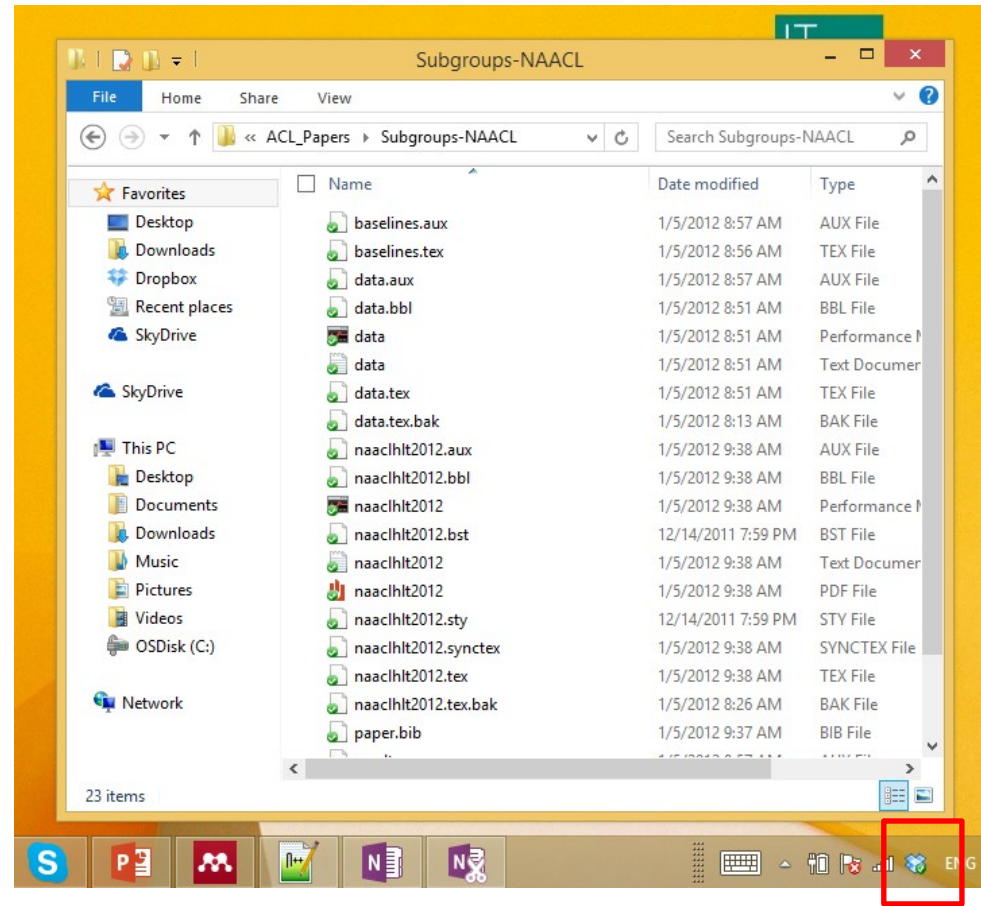 IT
Subgroups-NAACL
File Home Share View
« ACL_Papers Subgroups-NAACL Search Subgroups-NAACL
Name Date modified Type
Favorites
Desktop
Downloads
Dropbox
Recent places
SkyDrive
SkyDrive
This PC
Desktop
Documents
Downloads
Music
Pictures
Videos
OSDisk (C:)
Network
baselines.aux 1/5/2012 8:57 AM AUX File
baselines.tex 1/5/2012 8:56 AM TEX File
data.aux 1/5/2012 8:57 AM AUX File
data.bbl 1/5/2012 8:51 AM BBL File
data 1/5/2012 8:51 AM Performance
data 1/5/2012 8:51 AM Text Documen
data.tex 1/5/2012 8:51 AM TEX File
data.tex.bak 1/5/2012 8:13 AM BAK File
naaclhlt2012.aux 1/5/2012 9:38 AM AUX File
naaclhlt2012.bbl 1/5/2012 9:38 AM BBL File
naaclhlt2012 1/5/2012 9:38 AM Performance
naaclhlt2012.bst 12/14/2011 7:59 PM BST File
naaclhlt2012 1/5/2012 9:38 AM Text Documen
naaclhlt2012 1/5/2012 9:38 AM PDF File
naaclhlt2012.sty 12/14/2011 7:59 PM STY File
naaclhlt2012.synctex 1/5/2012 9:38 AM SYNCTEX File
naaclhlt2012.tex 1/5/2012 9:38 AM TEX File
naaclhlt2012.tex.bak 1/5/2012 8:26 AM BAK File
paper.bib 1/5/2012 9:37 AM BIB File
23 items
ENG